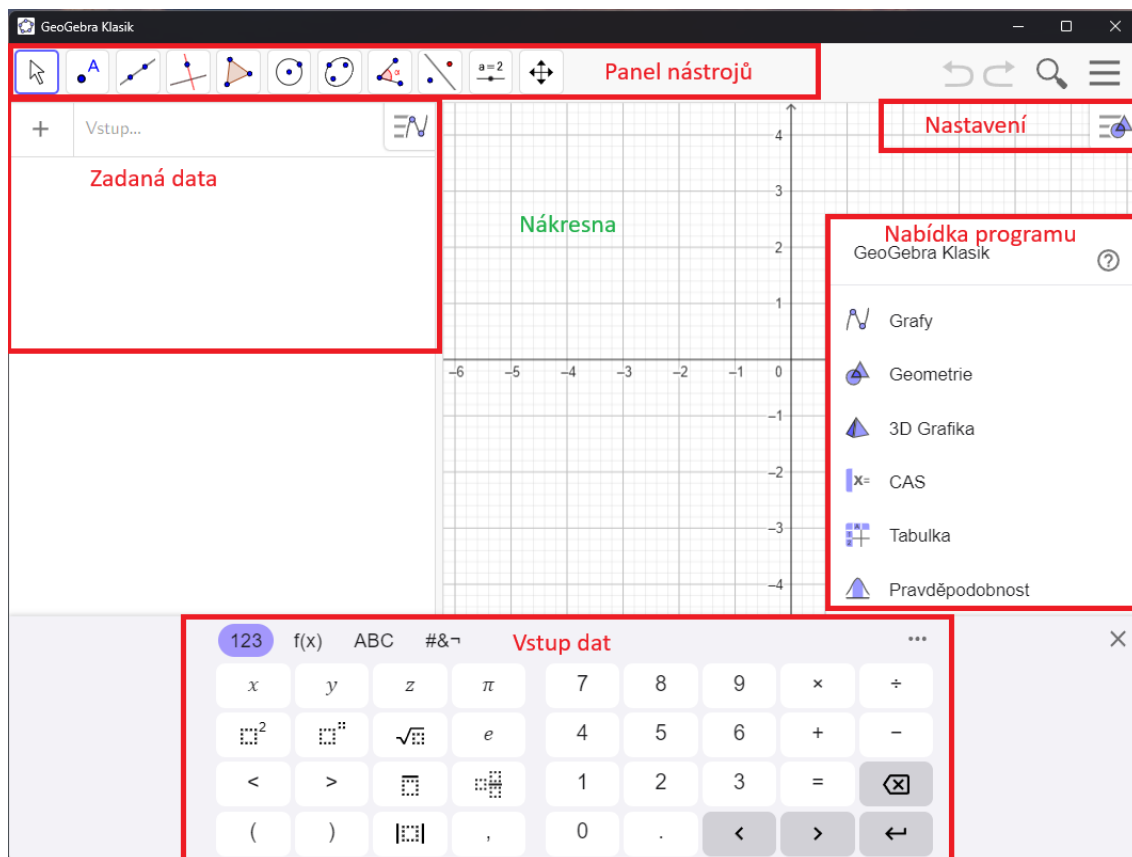 GeoGebra Klasik
A α a=2 Panel nástrojů
+ Vstup...
Nastavení
Zadaná data
Nákresna
Nabídka programu
GeoGebra Klasik ?
Grafy
Geometrie
3D Grafika
X= CAS
Tabulka
Pravděpodobnost
4
3
2
1
–6 –5 –4 –3 –2 –1 0
–1
–2
–3
–4
123 f(x) ABC #&¬ Vstup dat ...
x y z π 7 8 9 × ÷
2 √ e 4 5 6 + −
< > 1 2 3 =
( ) | | , 0 . < >